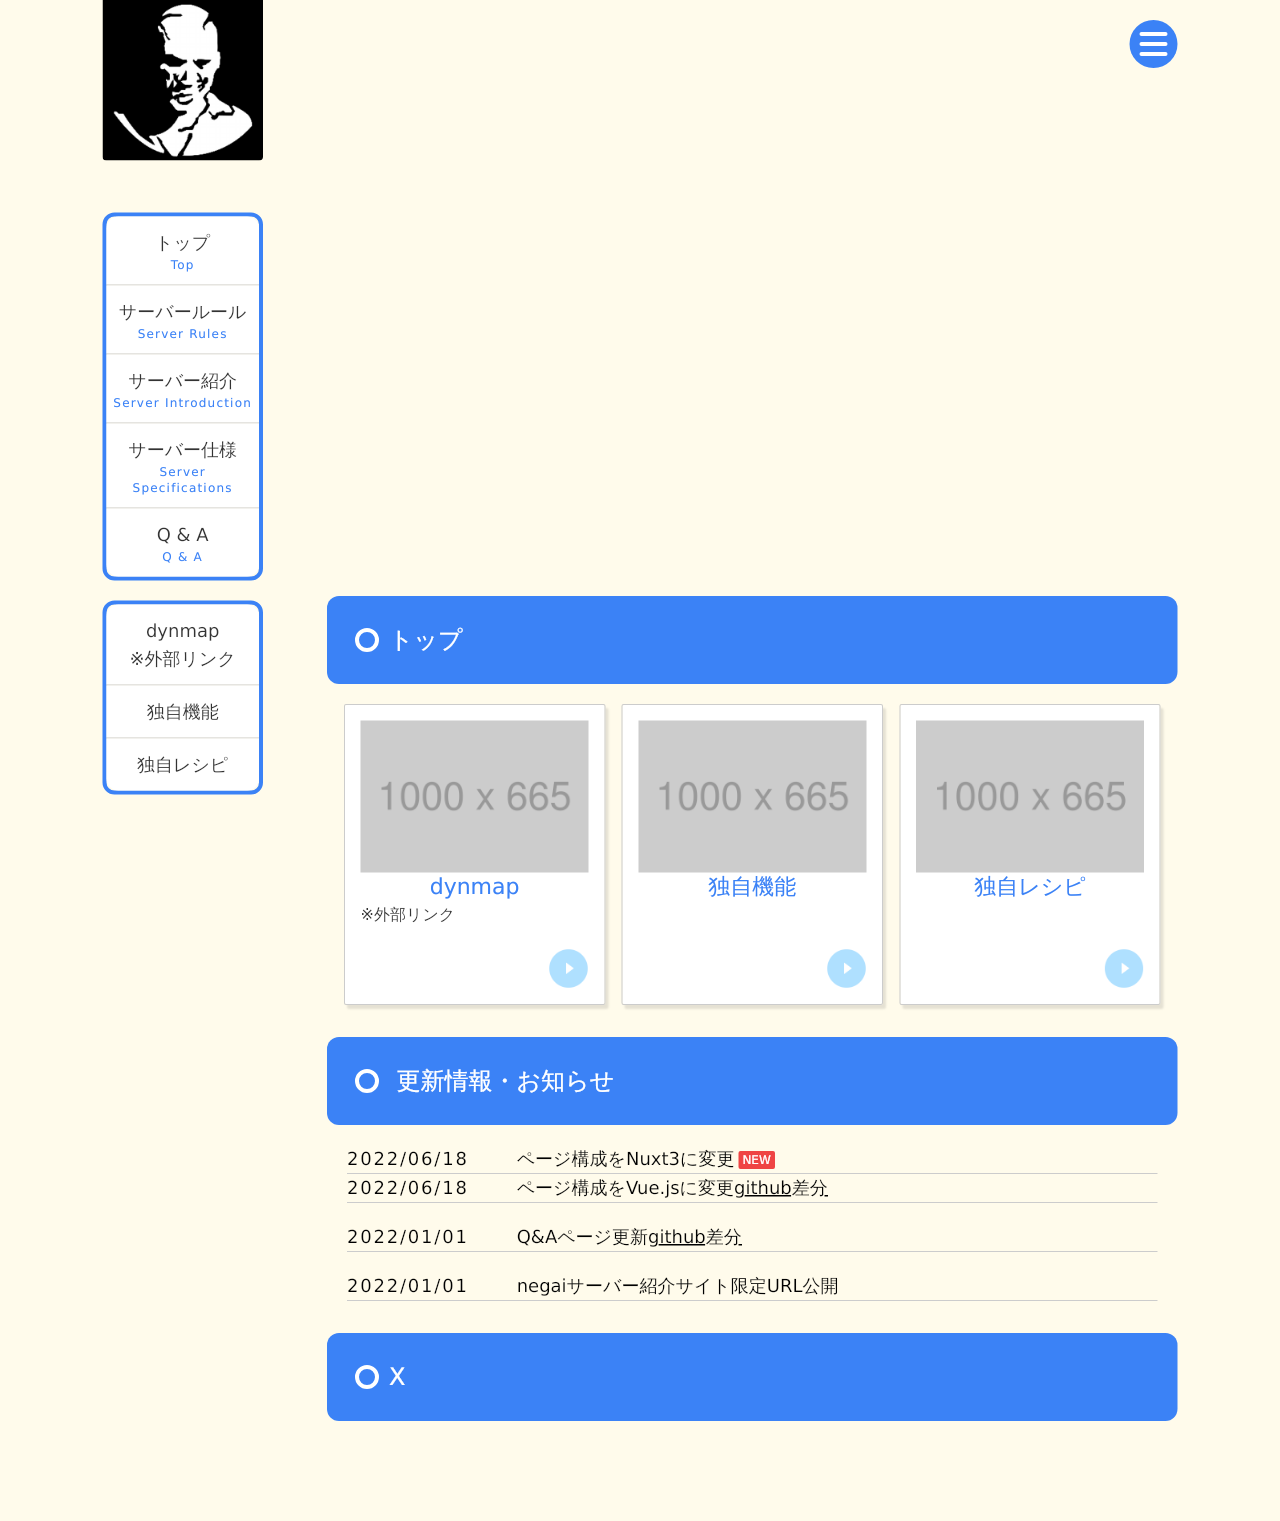 トップ
Top
サーバールール
Server Rules
サーバー紹介
Server Introduction
サーバー仕様
Server
Specifications
Q & A
Q & A
dynmap
※外部リンク
独自機能
独自レシピ
トップ
1000 x 665
dynmap
※外部リンク
1000 x 665
独自機能
1000 x 665
独自レシピ
更新情報・お知らせ
2022/06/18 ページ構成をNuxt3に変更 NEW
2022/06/18 ページ構成をVue.jsに変更github差分
2022/01/01 Q&Aページ更新github差分
2022/01/01 negaiサーバー紹介サイト限定URL公開
X